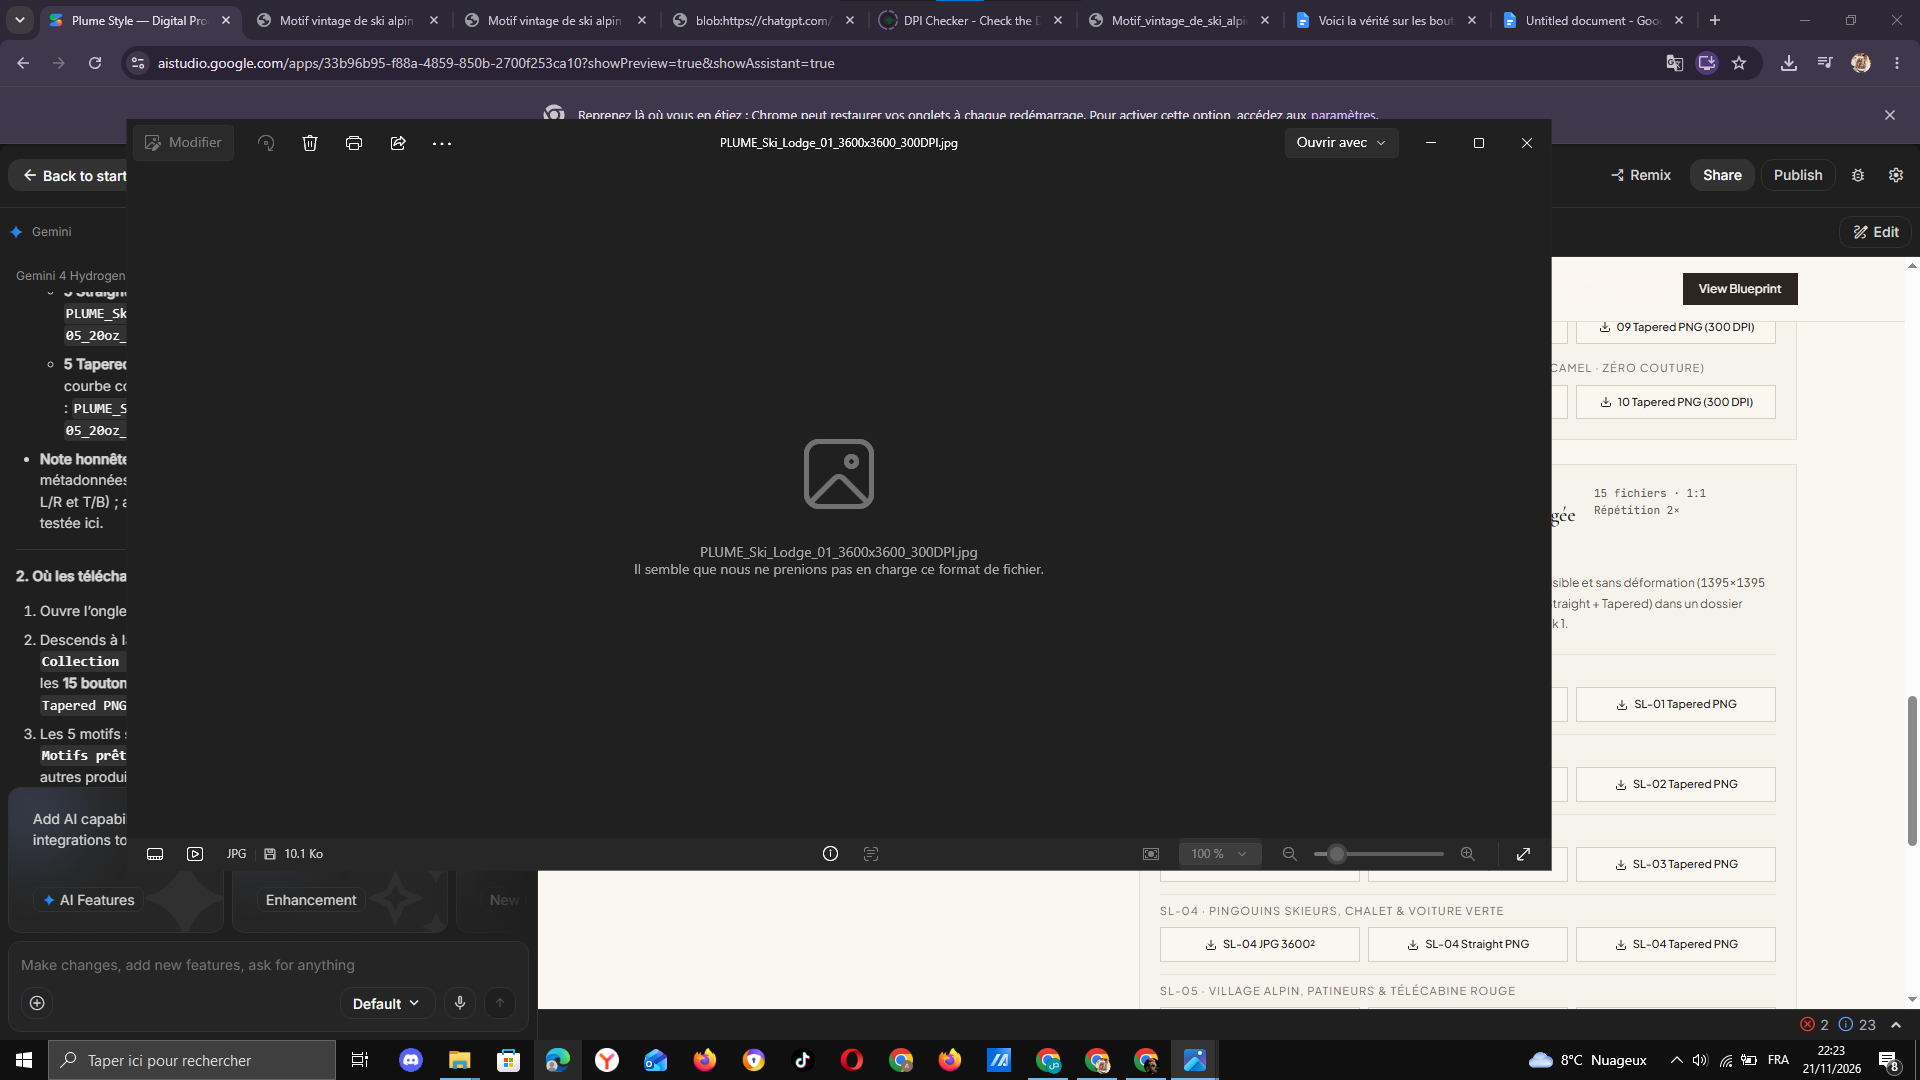 Plume Style — Digital Pro
Motif vintage de ski alpin
Motif vintage de ski alpin
blob:https://chatgpt.com/
DPI Checker - Check the D
Motif_vintage_de_ski_alpi
Voici la vérité sur les bout
Untitled document - Goo
aistudio.google.com/apps/33b96b95-f88a-4859-850b-2700f253ca10?showPreview=true&showAssistant=true
Reprenez là où vous en étiez : Chrome peut restaurer vos onglets à chaque redémarrage. Pour activer cette option, accédez aux paramètres.
Modifier
PLUME_Ski_Lodge_01_3600x3600_300DPI.jpg
Ouvrir avec
Back to start
Remix
Share
Publish
Gemini
Edit
Gemini 4 Hydrogen
5 Straight
PLUME_Sk
05_20oz_
5 Tapered
courbe co
: PLUME_S
05_20oz_
Note honnête
métadonnées
L/R et T/B) ; a
testée ici.
2. Où les télécha
1. Ouvre l'ongle
2. Descends à la
Collection
les 15 bouton
Tapered PNG
3. Les 5 motifs s
Motifs prêt
autres produi
PLUME_Ski_Lodge_01_3600x3600_300DPI.jpg
Il semble que nous ne prenions pas en charge ce format de fichier.
View Blueprint
09 Tapered PNG (300 DPI)
CAMEL · ZÉRO COUTURE)
10 Tapered PNG (300 DPI)
15 fichiers · 1:1
Répétition 2×
gée
sible et sans déformation (1395×1395
traight + Tapered) dans un dossier
k 1.
SL-01 Tapered PNG
SL-02 Tapered PNG
SL-03 Tapered PNG
SL-04 · PINGOUINS SKIEURS, CHALET & VOITURE VERTE
SL-04 JPG 3600²
SL-04 Straight PNG
SL-04 Tapered PNG
SL-05 · VILLAGE ALPIN, PATINEURS & TÉLÉCABINE ROUGE
JPG
10.1 Ko
100 %
Add AI capabi
integrations to
AI Features
Enhancement
New
Make changes, add new features, ask for anything
Default
2
23
Taper ici pour rechercher
8°C Nuageux
FRA
22:23
21/11/2026
8